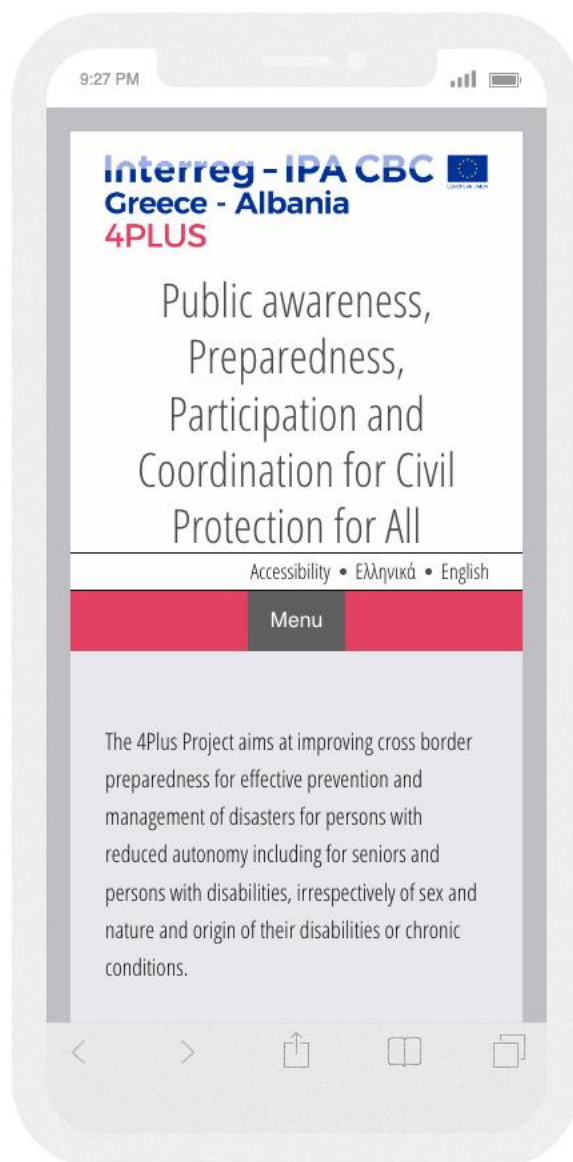 9:27 PM
Interreg - IPA CBC
EUROPEAN UNION
Greece - Albania
4PLUS
Public awareness,
Preparedness,
Participation and
Coordination for Civil
Protection for All
Accessibility • Ελληνικά • English
Menu
The 4Plus Project aims at improving cross border
preparedness for effective prevention and
management of disasters for persons with
reduced autonomy including for seniors and
persons with disabilities, irrespectively of sex and
nature and origin of their disabilities or chronic
conditions.